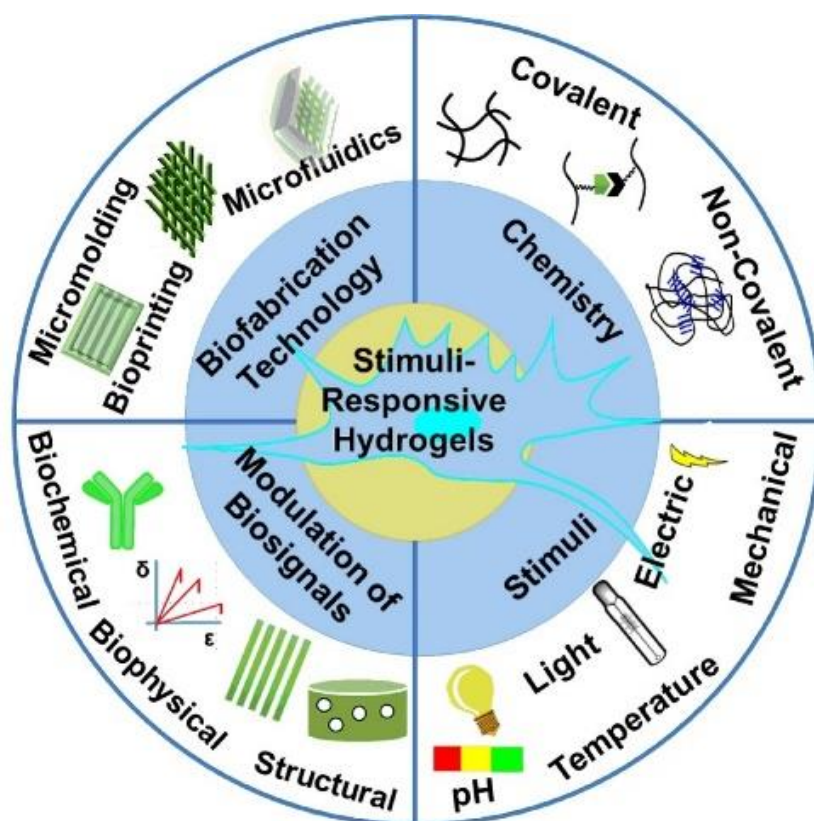 Stimuli-
Responsive
Hydrogels
Biofabrication
Technology
Micromolding
Bioprinting
Microfluidics
Chemistry
Covalent
Non-Covalent
Stimuli
Mechanical
Electric
Temperature
Light
pH
Modulation of
Biosignals
Biochemical
Biophysical
δ
ε
Structural